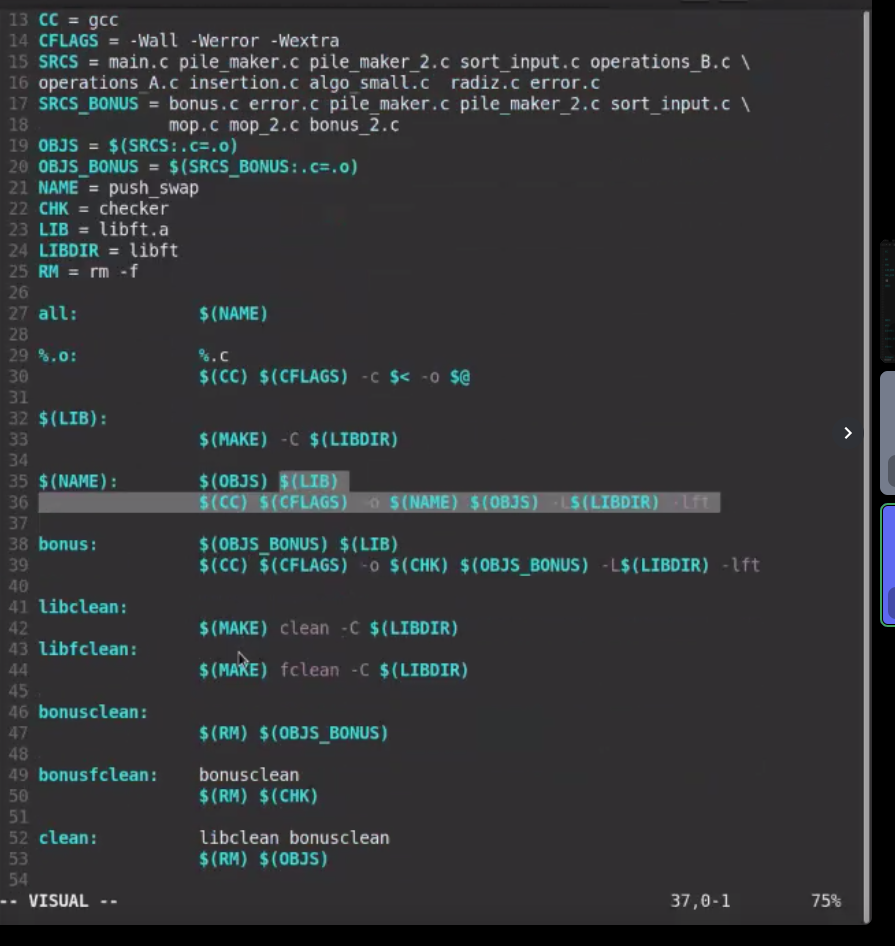 13 CC = gcc
14 CFLAGS = -Wall -Werror -Wextra
15 SRCS = main.c pile_maker.c pile_maker_2.c sort_input.c operations_B.c \
16 operations_A.c insertion.c algo_small.c  radiz.c error.c
17 SRCS_BONUS = bonus.c error.c pile_maker.c pile_maker_2.c sort_input.c \
18              mop.c mop_2.c bonus_2.c
19 OBJS = $(SRCS:.c=.o)
20 OBJS_BONUS = $(SRCS_BONUS:.c=.o)
21 NAME = push_swap
22 CHK = checker
23 LIB = libft.a
24 LIBDIR = libft
25 RM = rm -f
26
27 all:            $(NAME)
28
29 %.o:            %.c
30                 $(CC) $(CFLAGS) -c $< -o $@
31
32 $(LIB):
33                 $(MAKE) -C $(LIBDIR)
34
35 $(NAME):        $(OBJS) $(LIB)
36                 $(CC) $(CFLAGS) -o $(NAME) $(OBJS) -L$(LIBDIR) -lft
37
38 bonus:          $(OBJS_BONUS) $(LIB)
39                 $(CC) $(CFLAGS) -o $(CHK) $(OBJS_BONUS) -L$(LIBDIR) -lft
40
41 libclean:
42                 $(MAKE) clean -C $(LIBDIR)
43 libfclean:
44                 $(MAKE) fclean -C $(LIBDIR)
45
46 bonusclean:
47                 $(RM) $(OBJS_BONUS)
48
49 bonusfclean:    bonusclean
50                 $(RM) $(CHK)
51
52 clean:          libclean bonusclean
53                 $(RM) $(OBJS)
54
-- VISUAL -- 37,0-1 75%